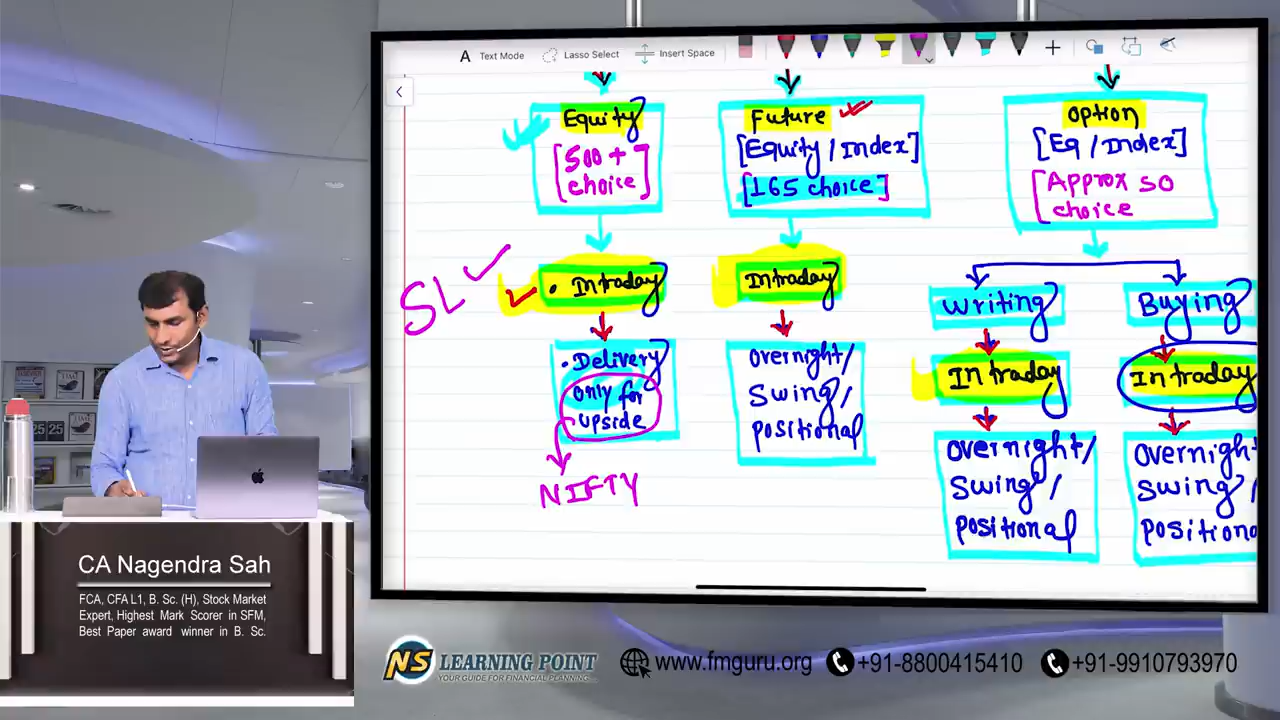 Text Mode
Lasso Select
Insert Space
Equity
[500+
choice]
Future
[Equity/Index]
[165 choice]
Option
[Eq/Index]
[Approx 50
choice
SL
• Intraday
Intraday
Writing
Buying
Intraday
Intraday
• Delivery
only for
upside
NIFTY
Overnight/
Swing/
positional
Overnight/
Swing/
positional
Overnight
Swing/
positiona
CA Nagendra Sah
FCA, CFA L1, B. Sc. (H), Stock Market
Expert, Highest Mark Scorer in SFM,
Best Paper award winner in B. Sc.
NS LEARNING POINT
YOUR GUIDE FOR FINANCIAL PLANNING...
www.fmguru.org
+91-8800415410
+91-9910793970